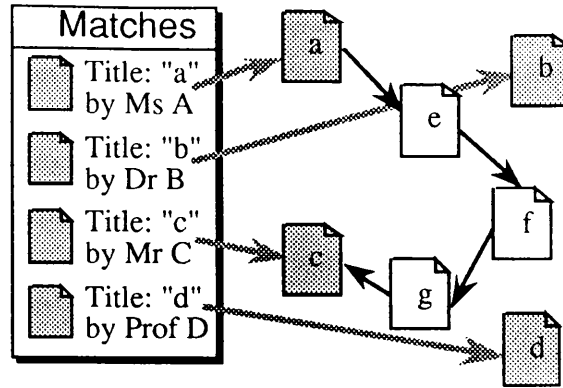 Matches
Title: "a"
by Ms A
Title: "b"
by Dr B
Title: "c"
by Mr C
Title: "d"
by Prof D
a
b
e
f
c
g
d